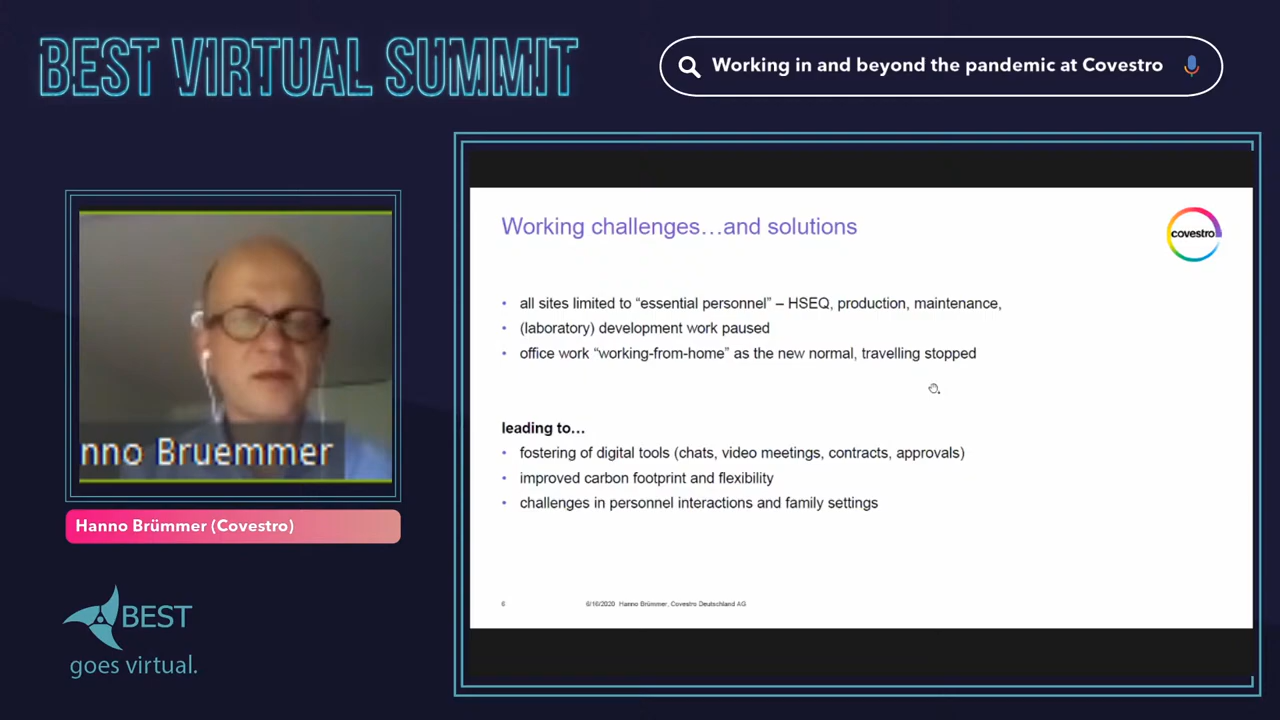 BEST VIRTUAL SUMMIT
Working in and beyond the pandemic at Covestro
nno Bruemmer
Hanno Brümmer (Covestro)
BEST
goes virtual.
Working challenges…and solutions
covestro
• all sites limited to “essential personnel” – HSEQ, production, maintenance,
• (laboratory) development work paused
• office work “working-from-home” as the new normal, travelling stopped
leading to…
• fostering of digital tools (chats, video meetings, contracts, approvals)
• improved carbon footprint and flexibility
• challenges in personnel interactions and family settings
6
6/16/2020 Hanno Brümmer, Covestro Deutschland AG